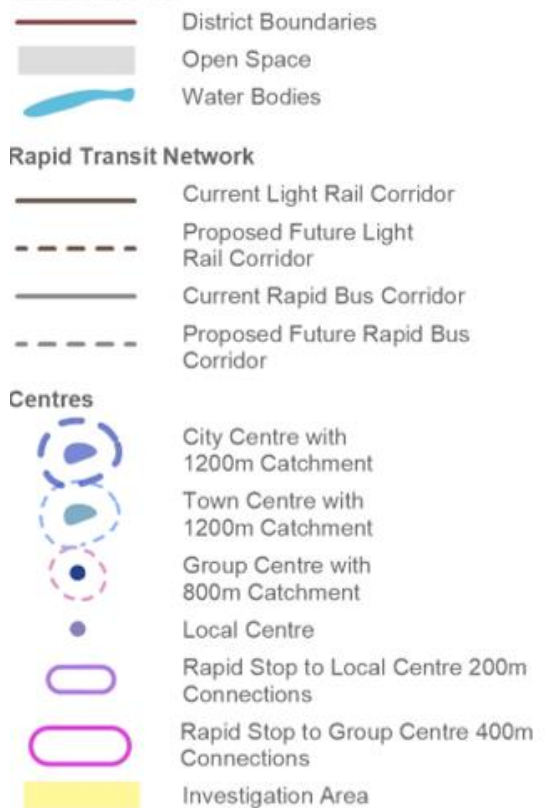 District Boundaries
Open Space
Water Bodies
Rapid Transit Network
Current Light Rail Corridor
Proposed Future Light
Rail Corridor
Current Rapid Bus Corridor
Proposed Future Rapid Bus
Corridor
Centres
City Centre with
1200m Catchment
Town Centre with
1200m Catchment
Group Centre with
800m Catchment
Local Centre
Rapid Stop to Local Centre 200m
Connections
Rapid Stop to Group Centre 400m
Connections
Investigation Area